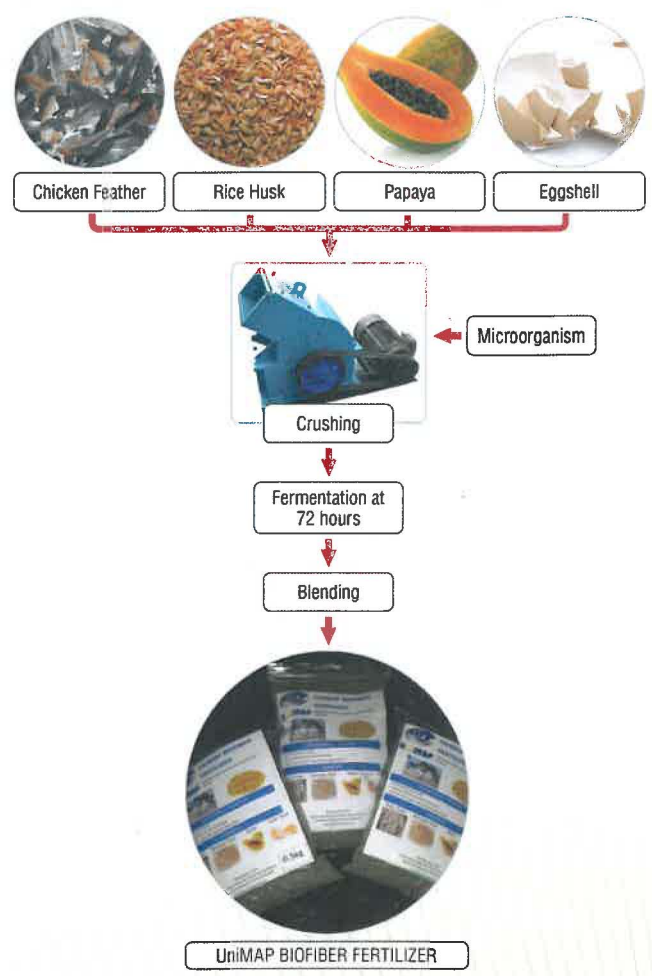 Chicken Feather
Rice Husk
Papaya
Eggshell
Microorganism
Crushing
Fermentation at
72 hours
Blending
UniMAP BIOFIBER FERTILIZER